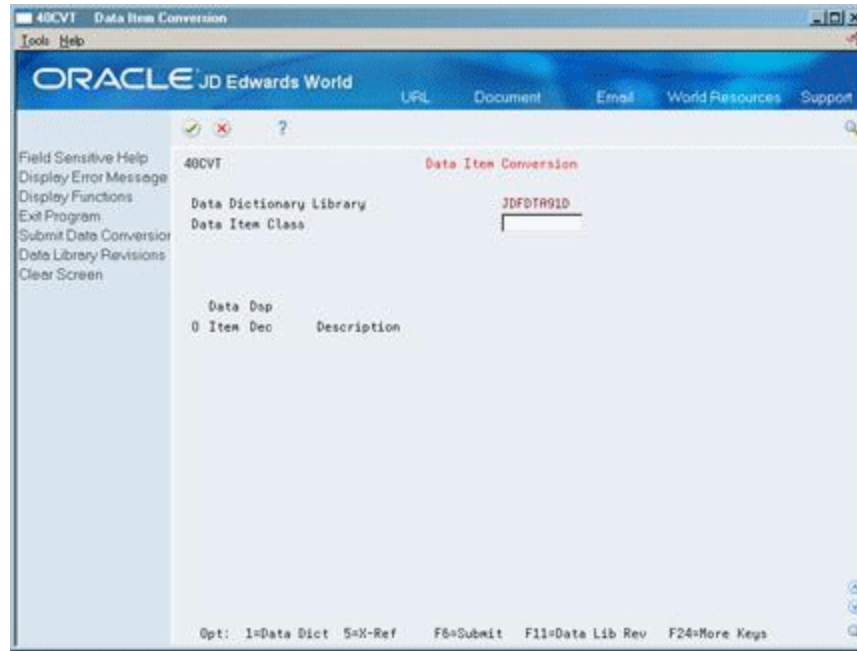 40CVT Data Item Conversion
Tools Help
ORACLE JD Edwards World
URL Document Email World Resources Support
?
Field Sensitive Help
Display Error Message
Display Functions
Exit Program
Submit Data Conversion
Data Library Revisions
Clear Screen
40CVT Data Item Conversion
Data Dictionary Library JDFDTA91D
Data Item Class
Data Dsp
O Item Dec Description
Opt: 1=Data Dict 5=X-Ref F6=Submit F11=Data Lib Rev F24=More Keys